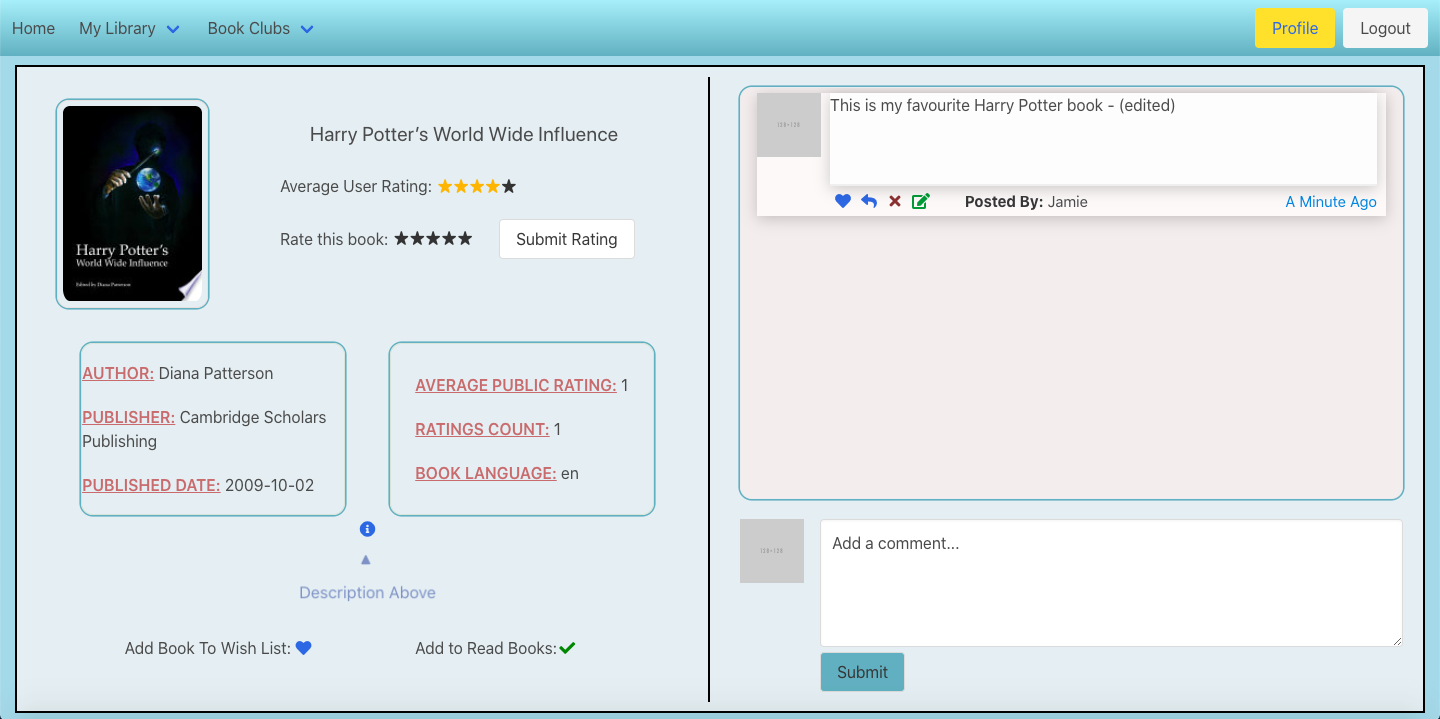 Home My Library Book Clubs Profile Logout
Harry Potter's World Wide Influence
Average User Rating:
Rate this book: Submit Rating
Harry Potter's
World Wide Influence
Edited by Diana Patterson
AUTHOR: Diana Patterson
PUBLISHER: Cambridge Scholars
Publishing
PUBLISHED DATE: 2009-10-02
AVERAGE PUBLIC RATING: 1
RATINGS COUNT: 1
BOOK LANGUAGE: en
Description Above
Add Book To Wish List:
Add to Read Books:
128×128
This is my favourite Harry Potter book - (edited)
Posted By: Jamie
A Minute Ago
128×128
Add a comment...
Submit